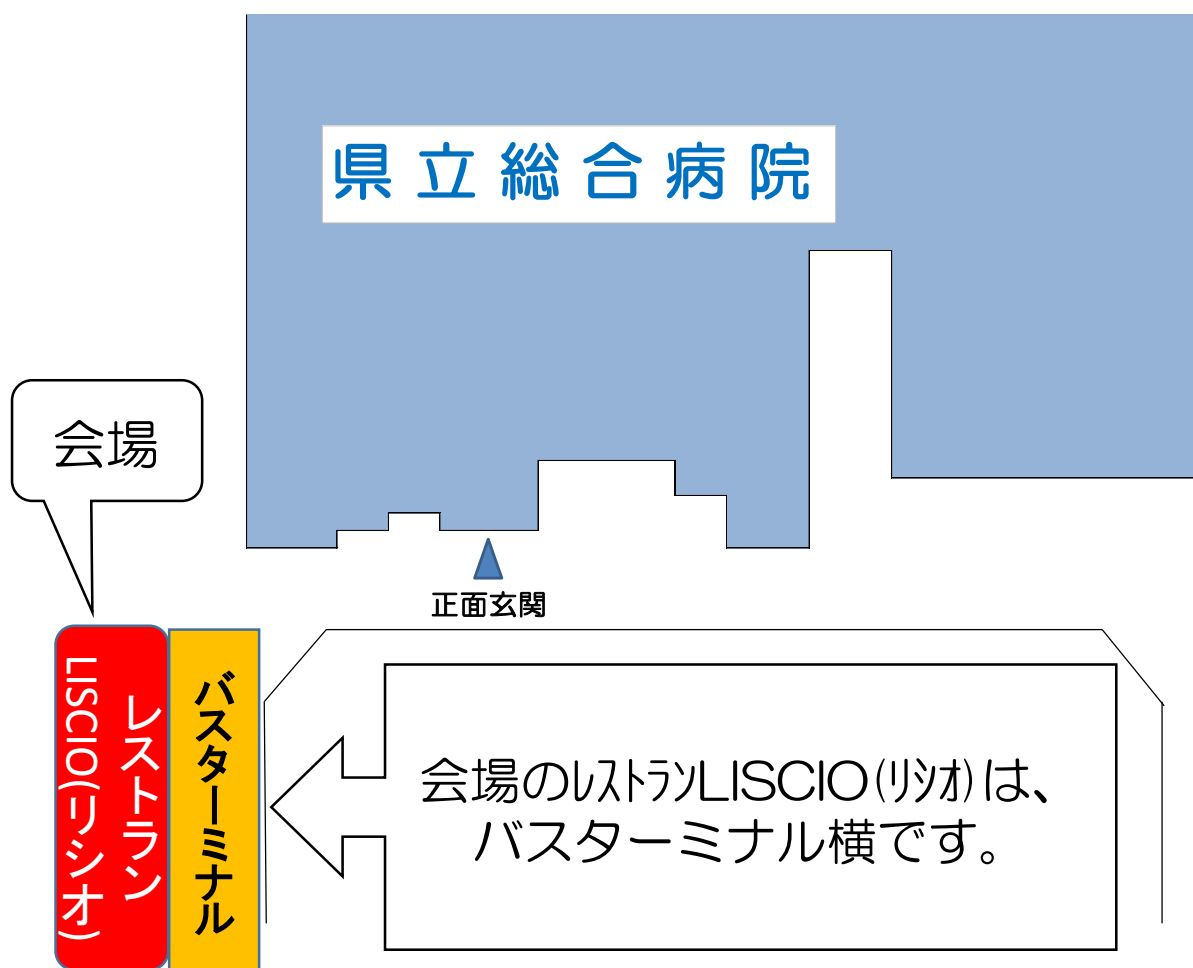 県立総合病院
会場
正面玄関
レストラン
LISCIO(リシオ)
バスターミナル
会場のﾚｽﾄﾗﾝLISCIO(ﾘｼｵ)は、
バスターミナル横です。